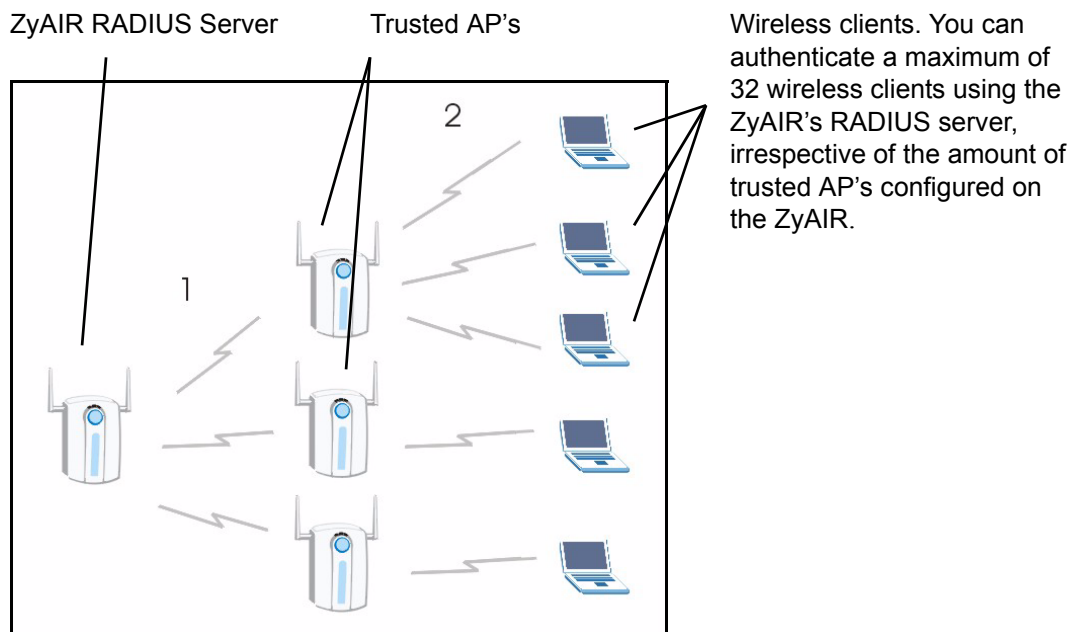 ZyAIR RADIUS Server
Trusted AP's
Wireless clients. You can
authenticate a maximum of
32 wireless clients using the
ZyAIR's RADIUS server,
irrespective of the amount of
trusted AP's configured on
the ZyAIR.
2
1